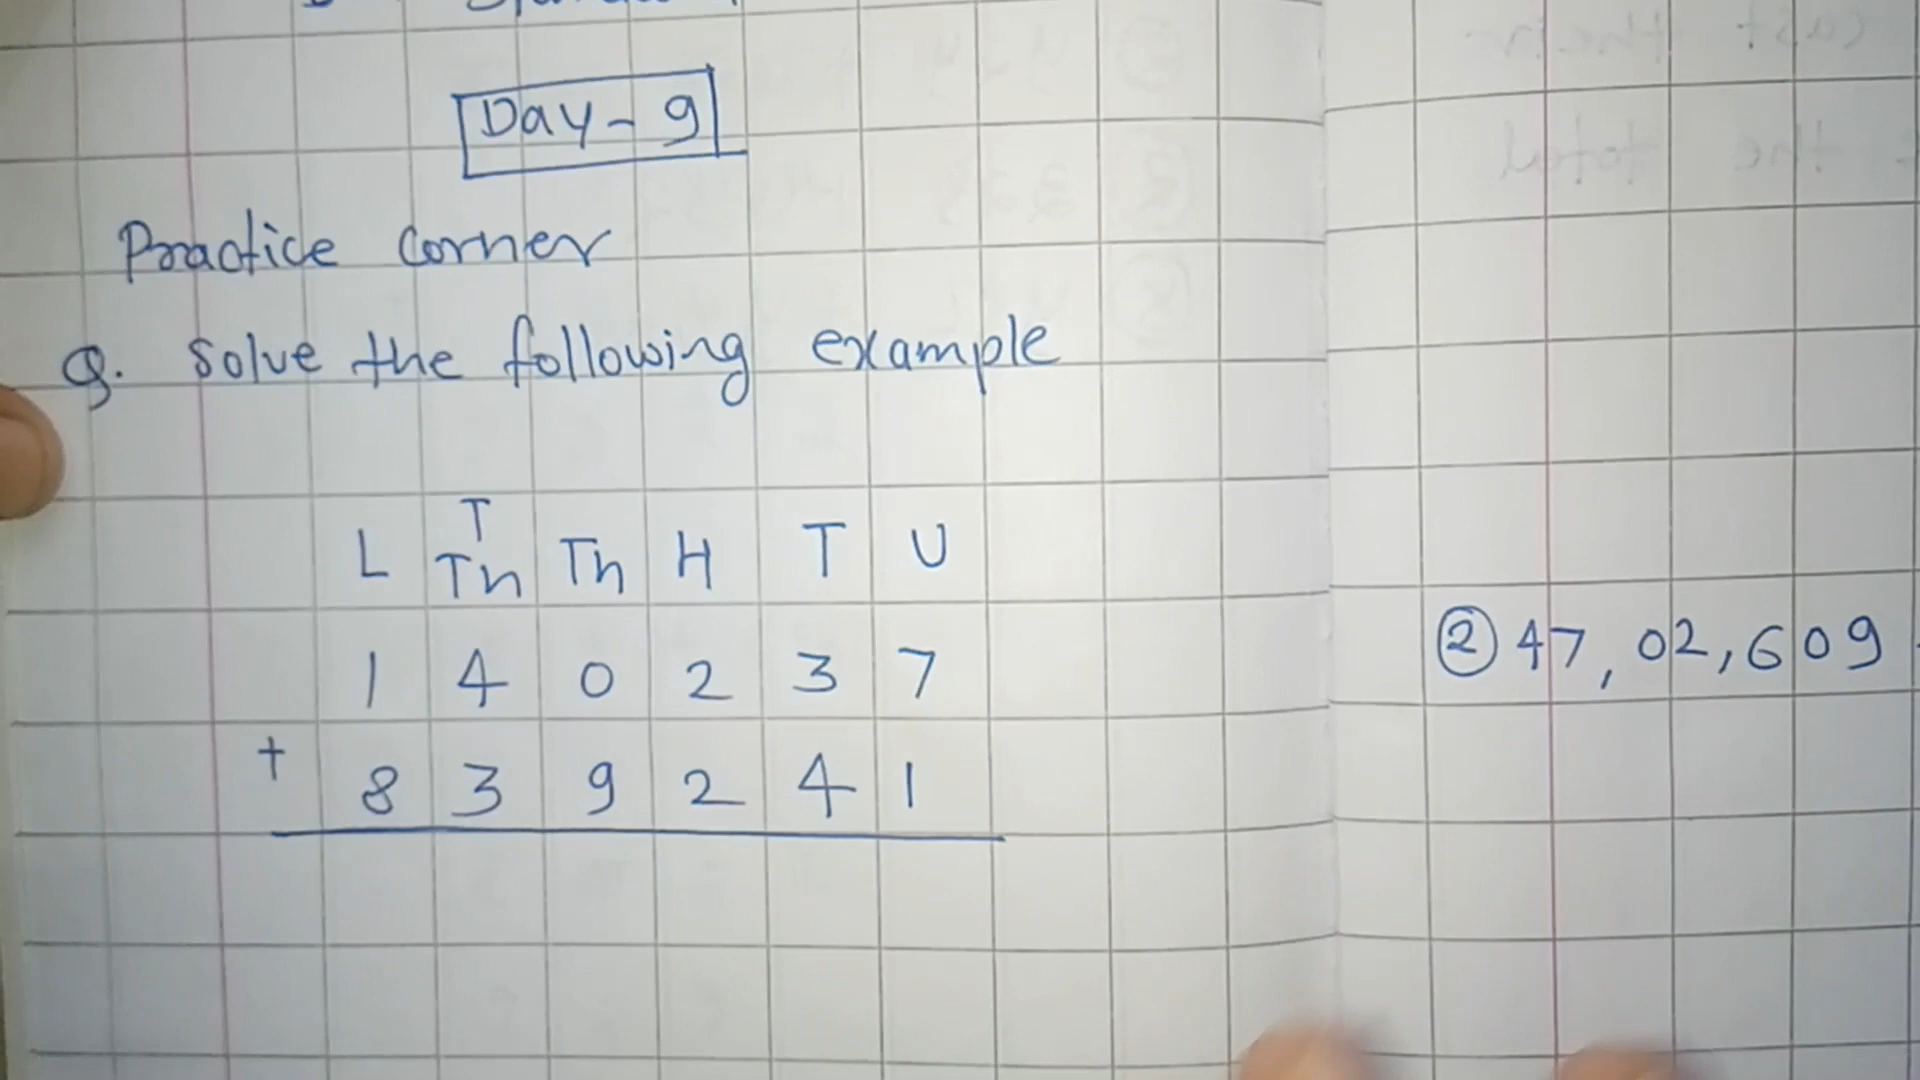 Day - 9
Practice corner
Q. Solve the following example
L T Th Th H T U
1 4 0 2 3 7
+ 8 3 9 2 4 1
② 47,02,609